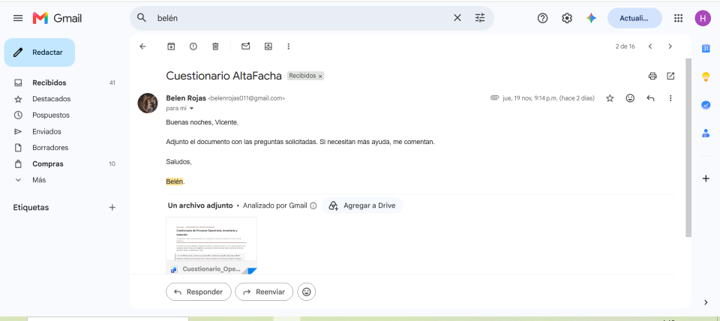 Gmail
belén
Actuali...
H
Redactar
2 de 16
Recibidos 41
Destacados
Pospuestos
Enviados
Borradores
Compras 10
Más
Etiquetas
Cuestionario AltaFacha Recibidos ×
Belen Rojas <belenrojas011@gmail.com>
jue, 19 nov, 9:14 p.m. (hace 2 días)
para mí
Buenas noches, Vicente.
Adjunto el documento con las preguntas solicitadas. Si necesitan más ayuda, me comentan.
Saludos,
Belén.
Un archivo adjunto • Analizado por Gmail
Agregar a Drive
Cuestionario_Ope...
Responder
Reenviar